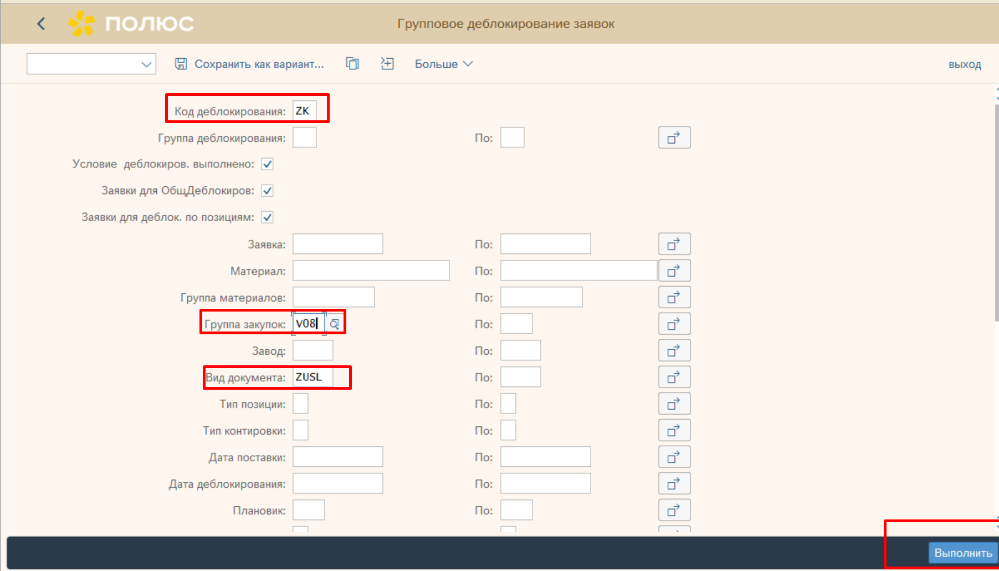 ПОЛЮС
Групповое деблокирование заявок
Сохранить как вариант... Больше выход
Код деблокирования: ZK
Группа деблокирования: По:
Условие деблокиров. выполнено:
Заявки для ОбщДеблокиров:
Заявки для деблок. по позициям:
Заявка: По:
Материал: По:
Группа материалов: По:
Группа закупок: V08 По:
Завод: По:
Вид документа: ZUSL По:
Тип позиции: По:
Тип контировки: По:
Дата поставки: По:
Дата деблокирования: По:
Плановик: По:
Выполнить